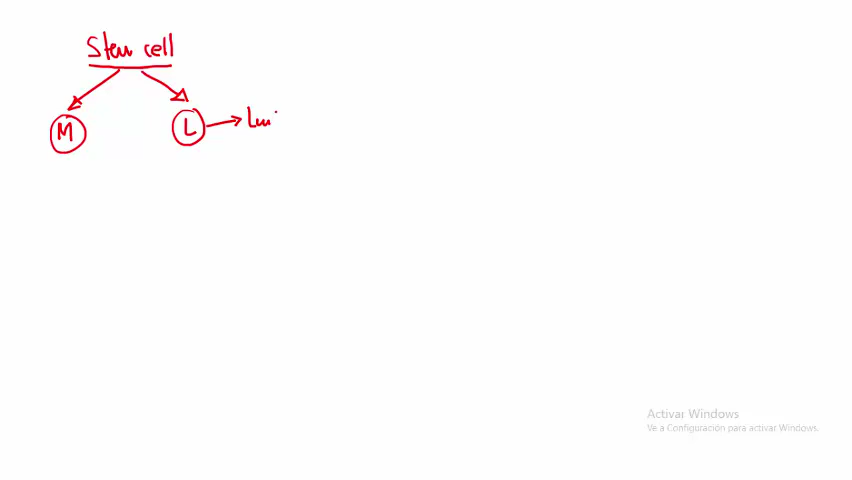 Stem cell
M
L
Activar Windows
Ve a Configuración para activar Windows.